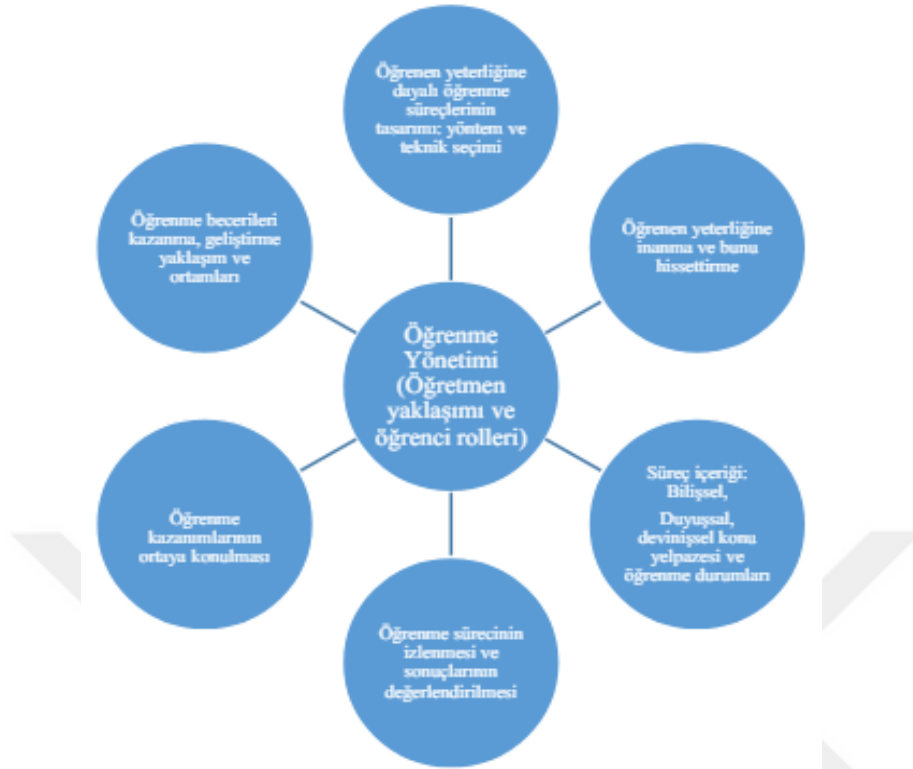 Öğrenen yeterliğine
dayalı öğrenme
süreçlerinin
tasarımı: yöntem ve
teknik seçimi
Öğrenme becerileri
kazanma, geliştirme
yaklaşım ve
ortamları
Öğrenen yeterliğine
inanma ve bunu
hissettirme
Öğrenme
Yönetimi
(Öğretmen
yaklaşımı ve
öğrenci rolleri)
Öğrenme
kazanımlarının
ortaya konulması
Süreç içeriği:
Bilişsel,
Duyuşsal,
devinişsel konu
yelpazesi ve
öğrenme durumları
Öğrenme sürecinin
izlenmesi ve
sonuçlarının
değerlendirilmesi